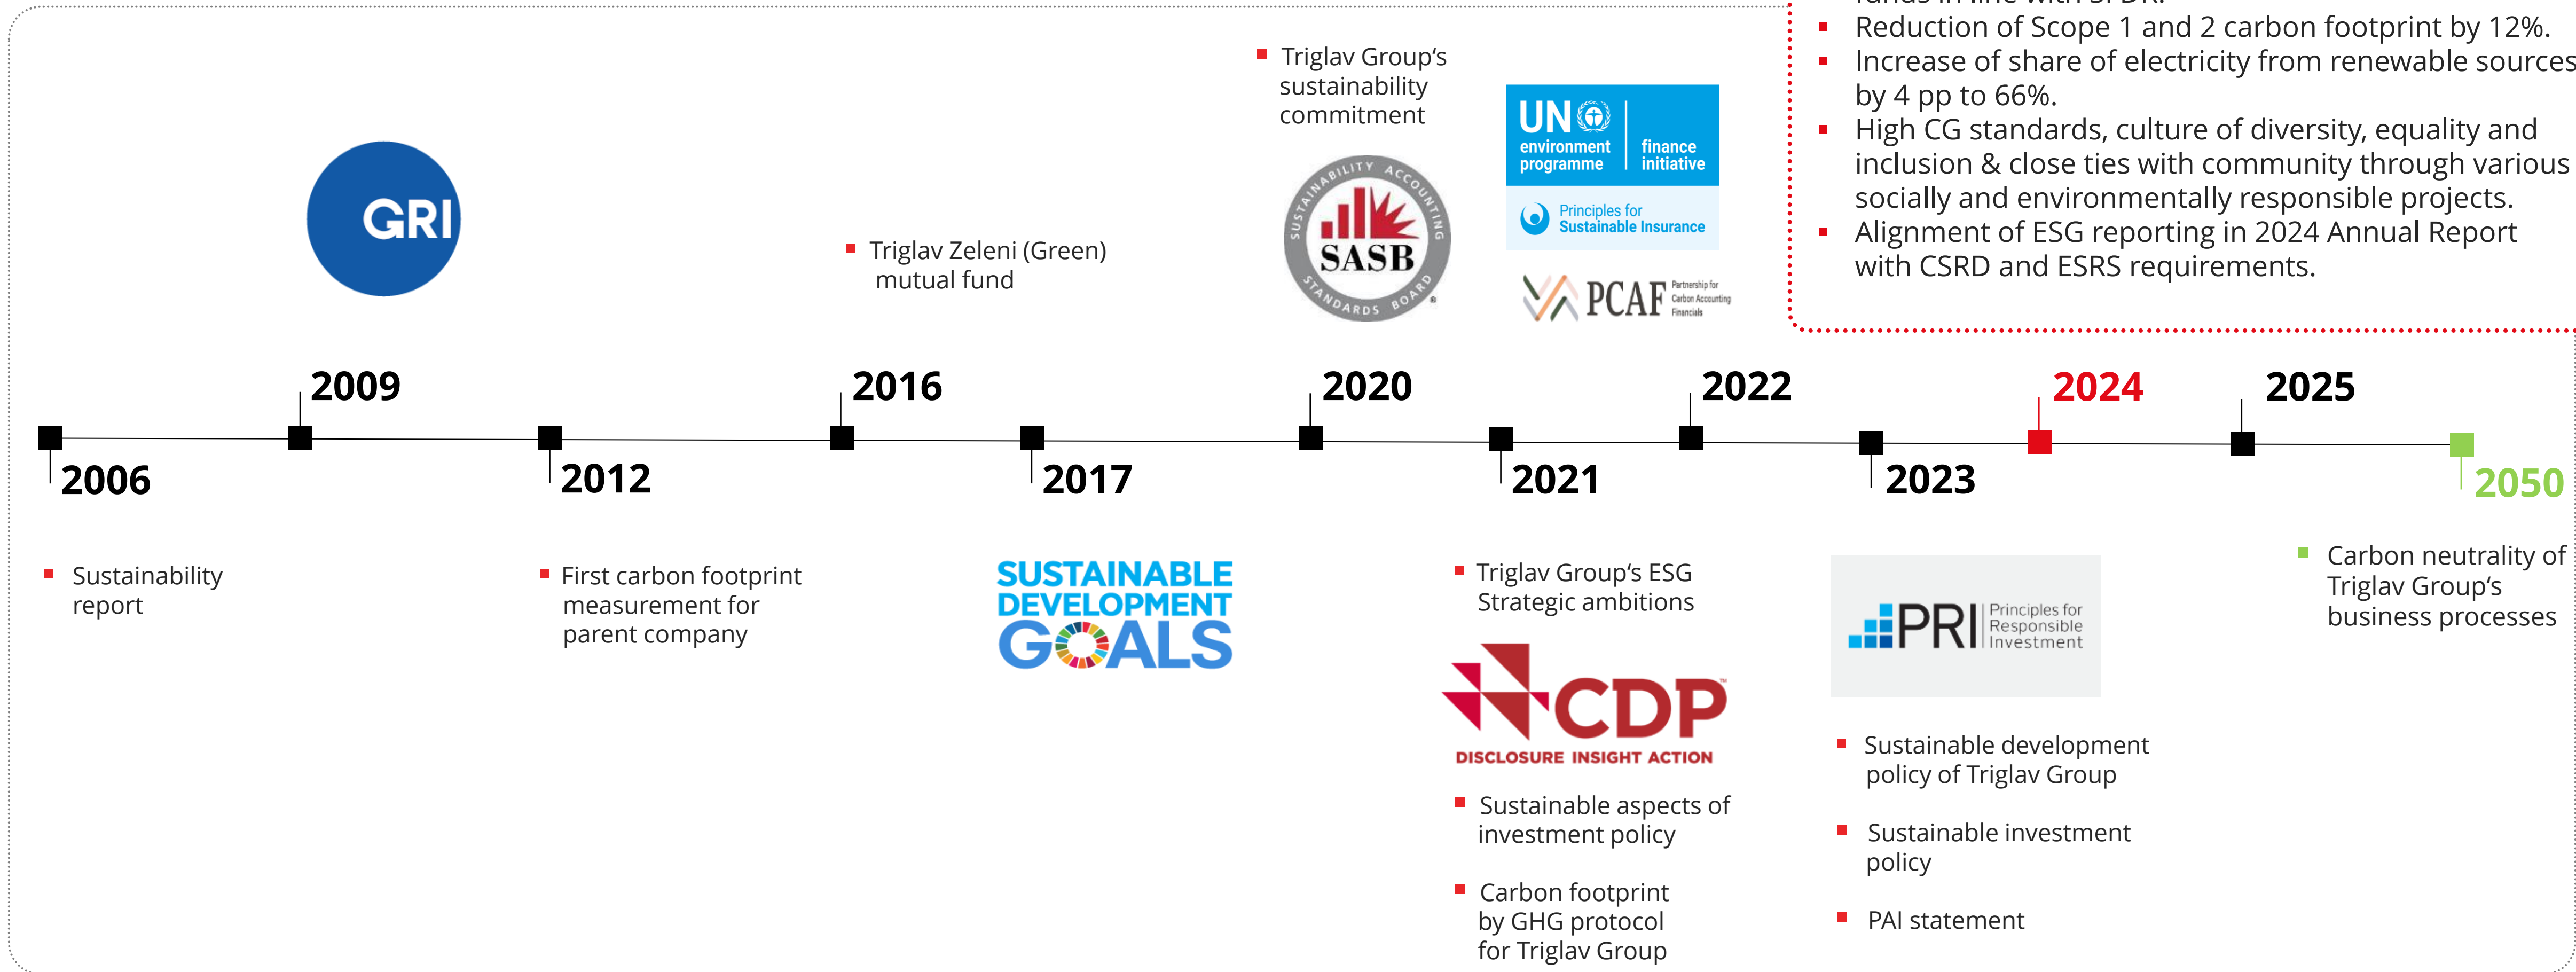 Reduction of Scope 1 and 2 carbon footprint by 12%.
Increase of share of electricity from renewable sources
by 4 pp to 66%.
High CG standards, culture of diversity, equality and
inclusion & close ties with community through various
socially and environmentally responsible projects.
Alignment of ESG reporting in 2024 Annual Report
with CSRD and ESRS requirements.
GRI
Triglav Zeleni (Green)
mutual fund
Triglav Group‘s
sustainability
commitment
SUSTAINABILITY ACCOUNTING
SASB
STANDARDS BOARD
®
UN
environment
programme
finance
initiative
Principles for
Sustainable Insurance
PCAF
Partnership for
Carbon Accounting
Financials
2009
2016
2020
2022
2024
2025
2006
2012
2017
2021
2023
2050
Sustainability
report
First carbon footprint
measurement for
parent company
SUSTAINABLE
DEVELOPMENT
GOALS
Triglav Group‘s ESG
Strategic ambitions
CDP
™
DISCLOSURE INSIGHT ACTION
Sustainable aspects of
investment policy
Carbon footprint
by GHG protocol
for Triglav Group
PRI
Principles for
Responsible
Investment
Sustainable development
policy of Triglav Group
Sustainable investment
policy
PAI statement
Carbon neutrality of
Triglav Group‘s
business processes